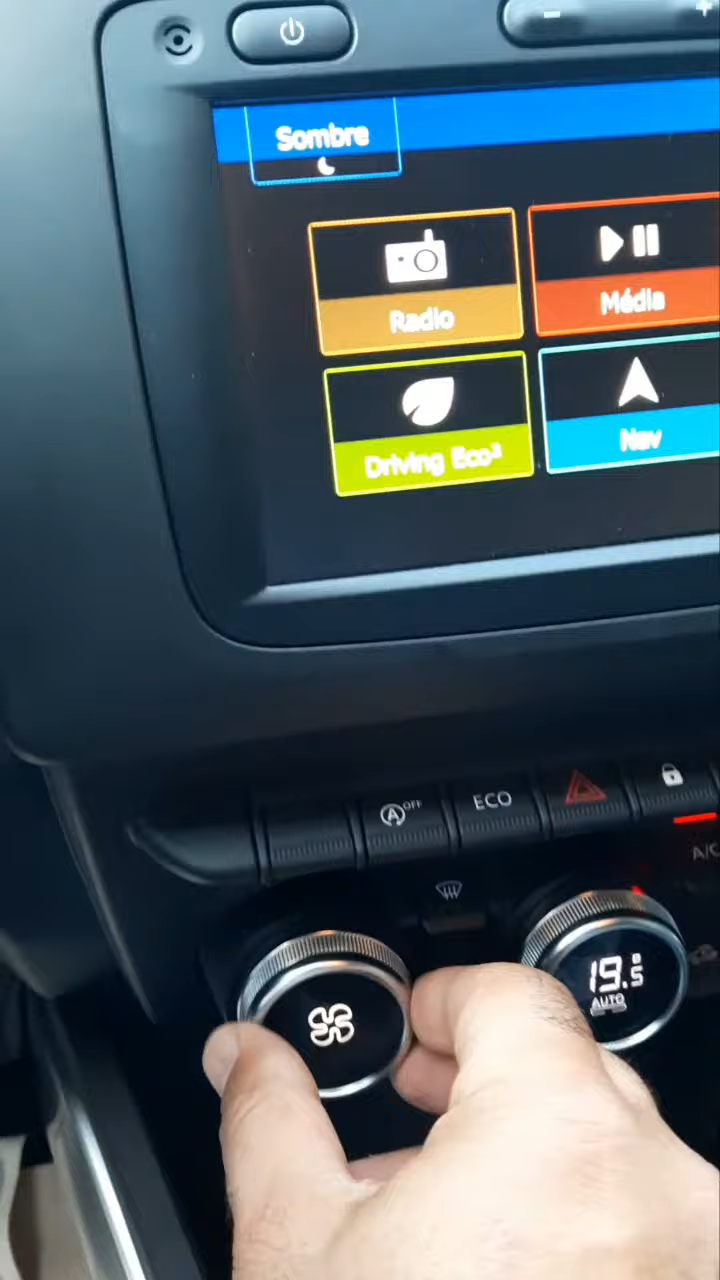 Sombre
Radio
Média
Driving Eco²
Nav
OFF
ECO
A/C
19.5
AUTO